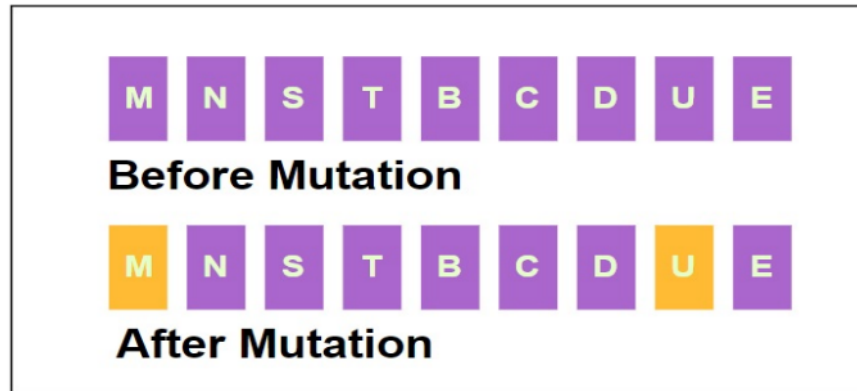 M N S T B C D U E
Before Mutation
M N S T B C D U E
After Mutation